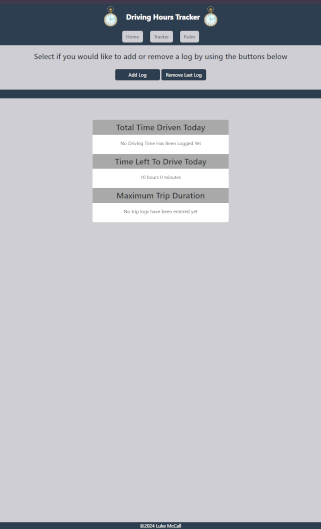 Driving Hours Tracker
Home Tracker Rules
Select if you would like to add or remove a log by using the buttons below
Add Log Remove Last Log
Total Time Driven Today
No Driving Time Has Been Logged Yet
Time Left To Drive Today
10 hours 0 minutes
Maximum Trip Duration
No trip logs have been entered yet
©2024 Luke McCall